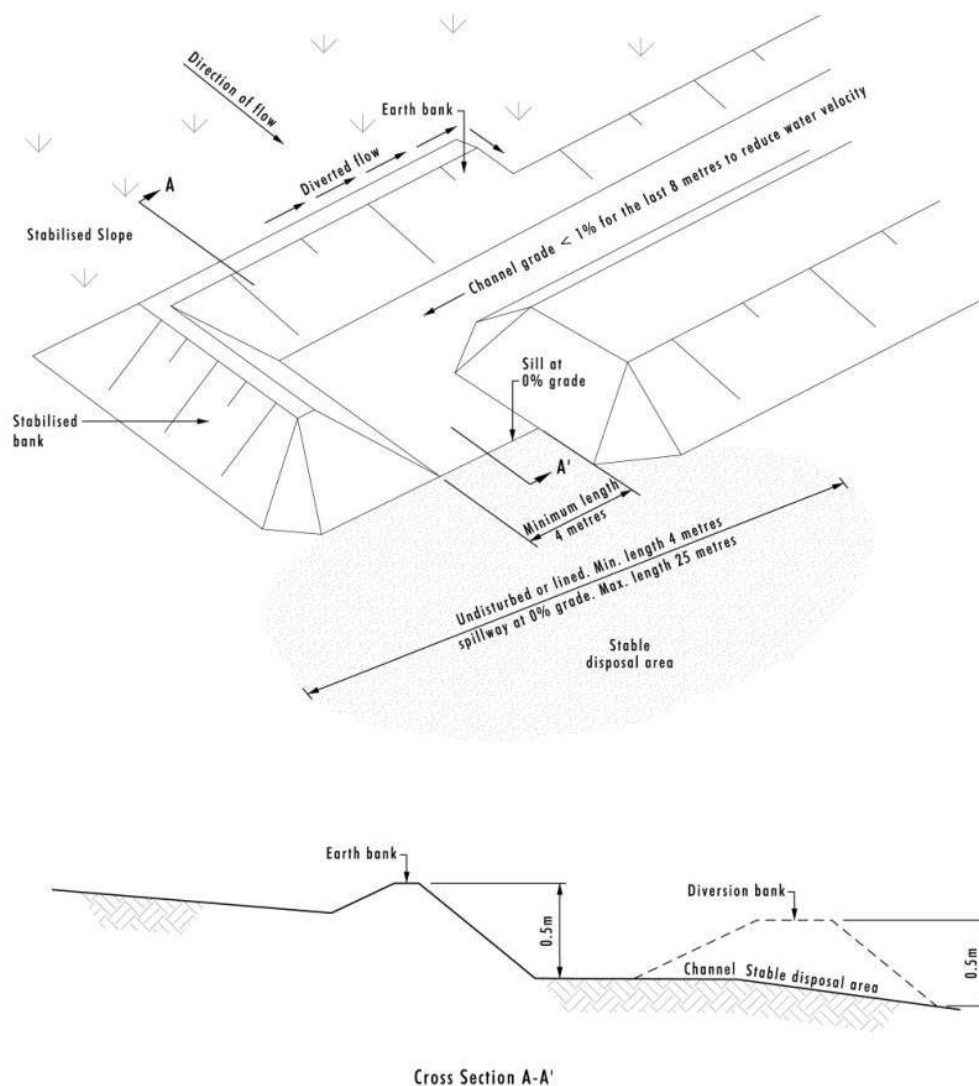 Direction of flow
Earth bank
Diverted flow
A
Stabilised Slope
Channel grade < 1% for the last 8 metres to reduce water velocity
Sill at
0% grade
Stabilised
bank
A'
Minimum length
4 metres
Undisturbed or lined. Min. length 4 metres
spillway at 0% grade. Max. length 25 metres
Stable
disposal area
Earth bank
Diversion bank
0.5m
0.5m
Channel
Stable disposal area
Cross Section A-A'